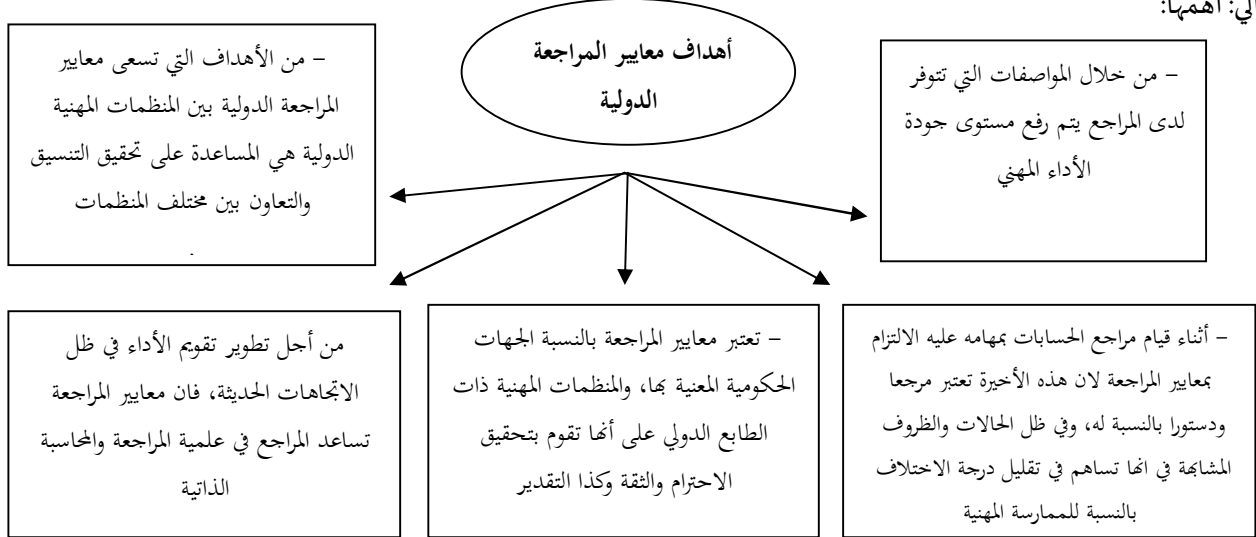 الي: أهمها:
أهداف معايير المراجعة
الدولية
– من خلال المواصفات التي تتوفر
لدى المراجع يتم رفع مستوى جودة
الأداء المهني
– من الأهداف التي تسعى معايير
المراجعة الدولية بين المنظمات المهنية
الدولية هي المساعدة على تحقيق التنسيق
والتعاون بين مختلف المنظمات
.
– أثناء قيام مراجع الحسابات بمهامه عليه الالتزام
بمعايير المراجعة لان هذه الأخيرة تعتبر مرجعا
ودستورا بالنسبة له، وفي ظل الحالات والظروف
المشابهة في انها تساهم في تقليل درجة الاختلاف
بالنسبة للممارسة المهنية
– تعتبر معايير المراجعة بالنسبة الجهات
الحكومية المعنية بها، والمنظمات المهنية ذات
الطابع الدولي على أنها تقوم بتحقيق
الاحترام والثقة وكذا التقدير
من أجل تطوير تقويم الأداء في ظل
الاتجاهات الحديثة، فان معايير المراجعة
تساعد المراجع في علمية المراجعة والمحاسبة
الذاتية